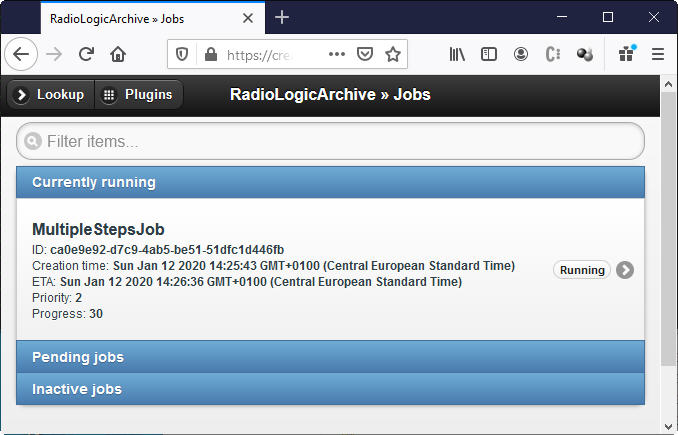 RadioLogicArchive » Jobs
https://cre
Lookup
Plugins
RadioLogicArchive » Jobs
Filter items...
Currently running
MultipleStepsJob
ID: ca0e9e92-d7c9-4ab5-be51-51dfc1d446fb
Creation time: Sun Jan 12 2020 14:25:43 GMT+0100 (Central European Standard Time)
ETA: Sun Jan 12 2020 14:26:36 GMT+0100 (Central European Standard Time)
Priority: 2
Progress: 30
Running
Pending jobs
Inactive jobs